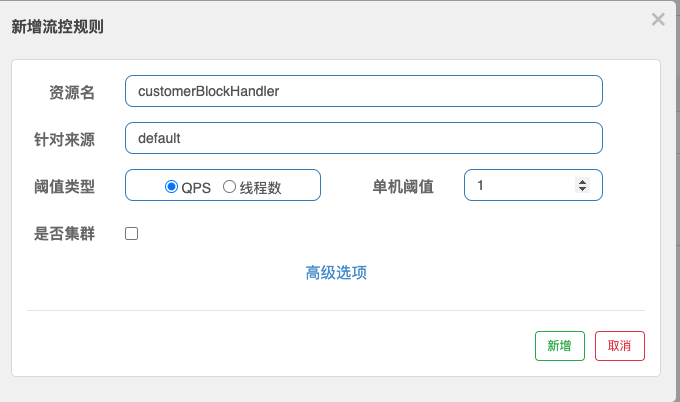 新增流控规则
×
资源名 customerBlockHandler
针对来源 default
阈值类型 QPS 线程数 单机阈值 1
是否集群
高级选项
新增 取消